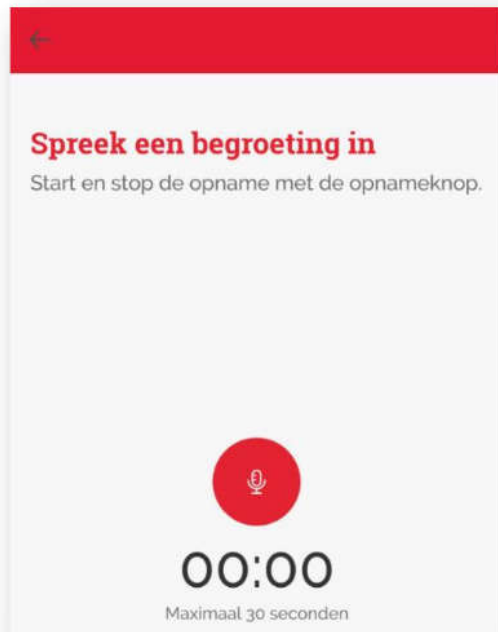 Spreek een begroeting in
Start en stop de opname met de opnameknop.
00:00
Maximaal 30 seconden